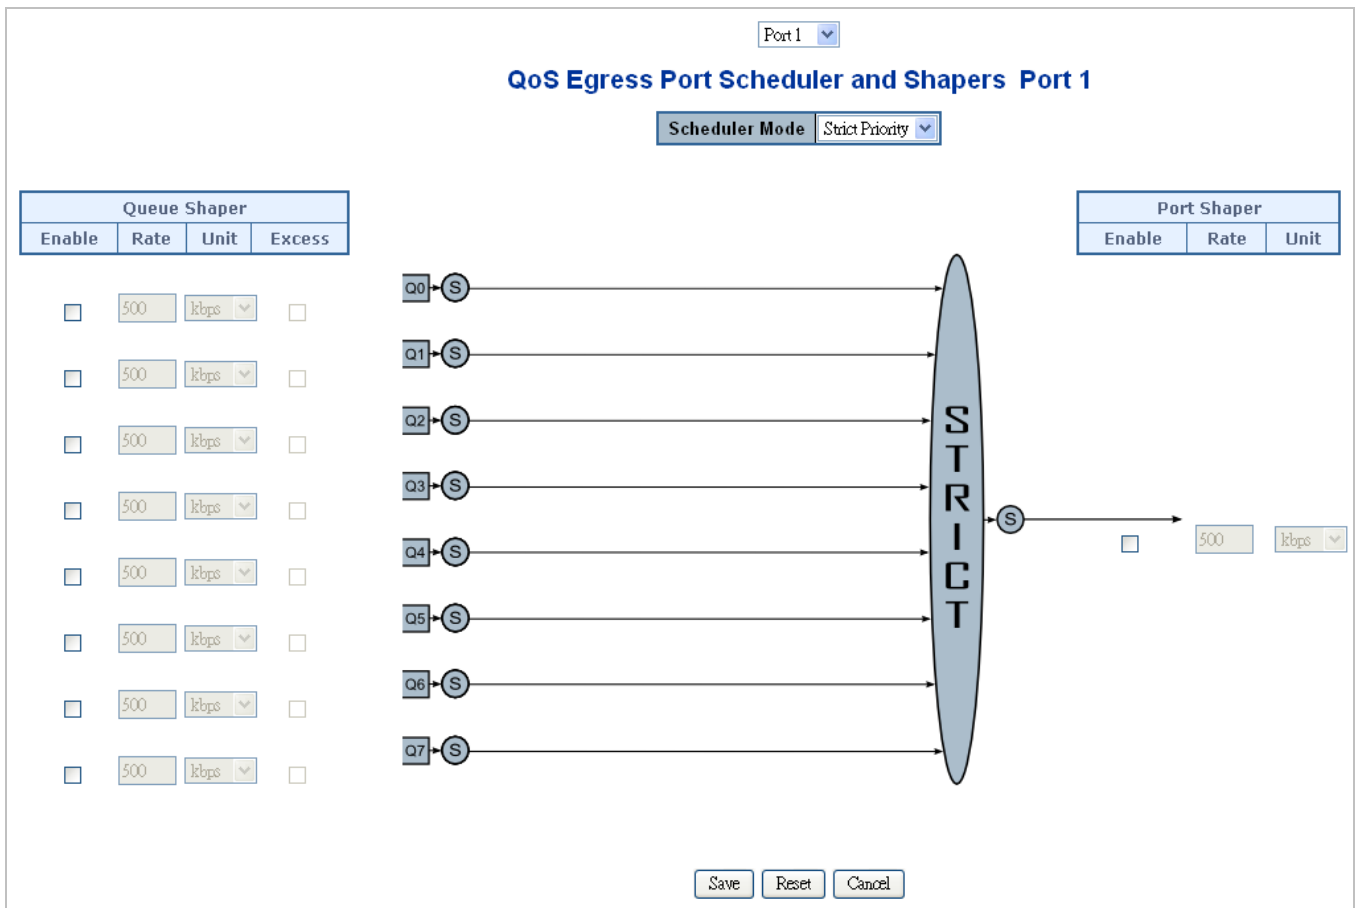 Port 1
QoS Egress Port Scheduler and Shapers Port 1
Scheduler Mode Strict Priority
Queue Shaper
Enable Rate Unit Excess
Port Shaper
Enable Rate Unit
500 kbps
500 kbps
500 kbps
500 kbps
500 kbps
500 kbps
500 kbps
500 kbps
Q0 S
Q1 S
Q2 S
Q3 S
Q4 S
Q5 S
Q6 S
Q7 S
STRICT
S
500 kbps
Save Reset Cancel